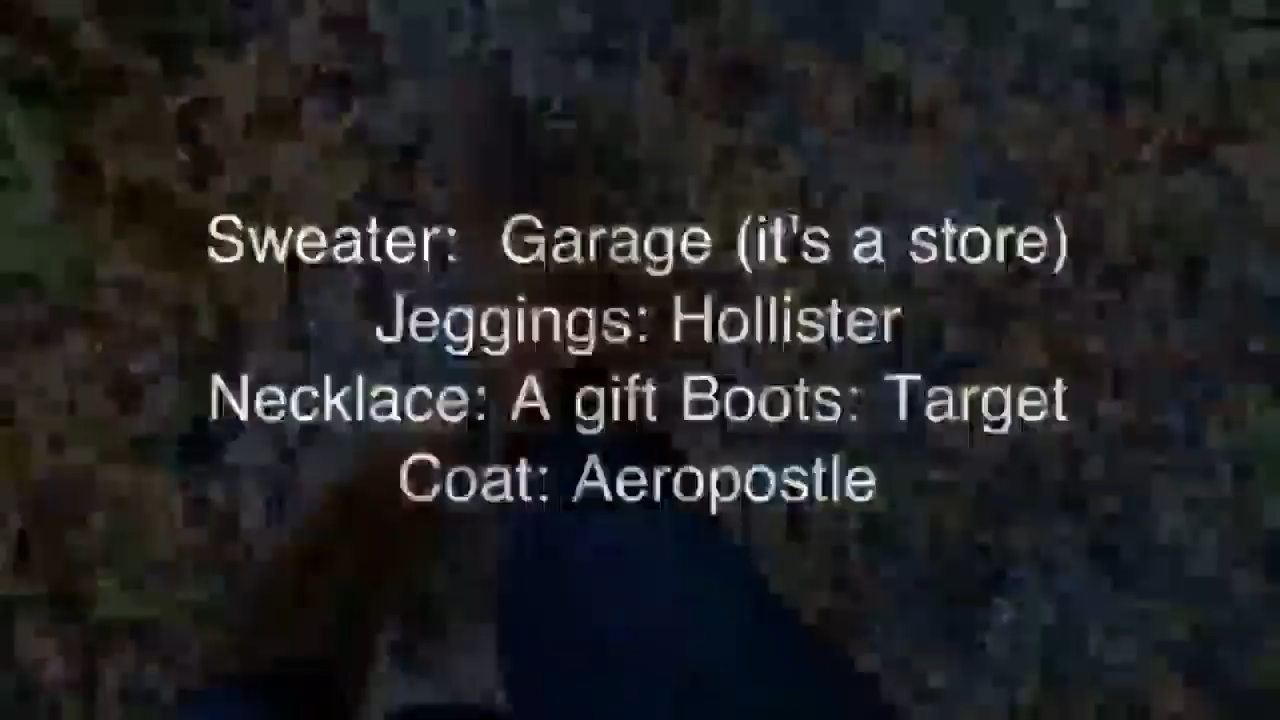 Sweater:  Garage (it's a store)
Jeggings: Hollister
Necklace: A gift Boots: Target
Coat: Aeropostle